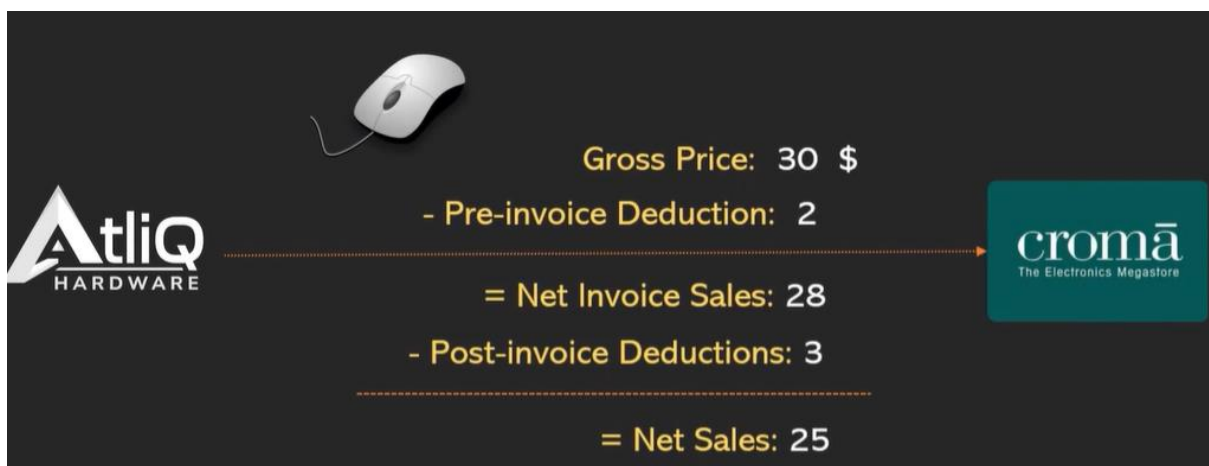 Gross Price: 30 $
- Pre-invoice Deduction: 2
AtliQ
HARDWARE
cromā
The Electronics Megastore
= Net Invoice Sales: 28
- Post-invoice Deductions: 3
= Net Sales: 25